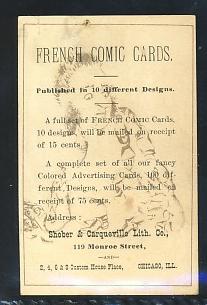 FRENCH COMIC CARDS.
Published in 10 different Designs.
A full set of FRENCH COMIC Cards,
10 designs, will be mailed on receipt
of 15 cents.
A complete set of all our fancy
Colored Advertising Cards, 100 dif-
ferent Designs, will be mailed on
receipt of 75 cents.
Address:
Shober & Carqueville Lith. Co.,
119 Monroe Street,
—AND—
2, 4, 6 & 8 Custom House Place, CHICAGO, ILL.